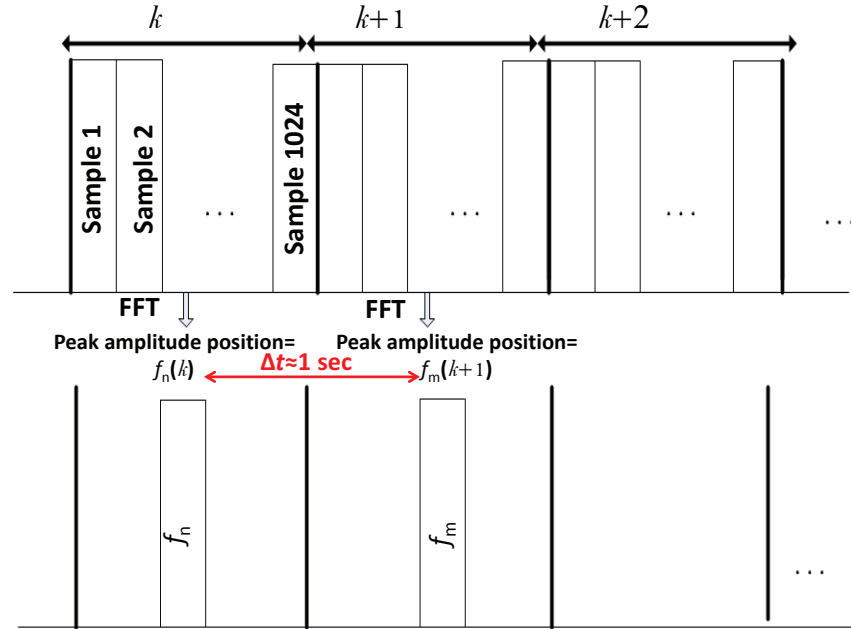 k
k+1
k+2
Sample 1
Sample 2
...
Sample 1024
...
...
...
FFT
FFT
Peak amplitude position=
fn(k)
Δt≈1 sec
Peak amplitude position=
fm(k+1)
fn
fm
...